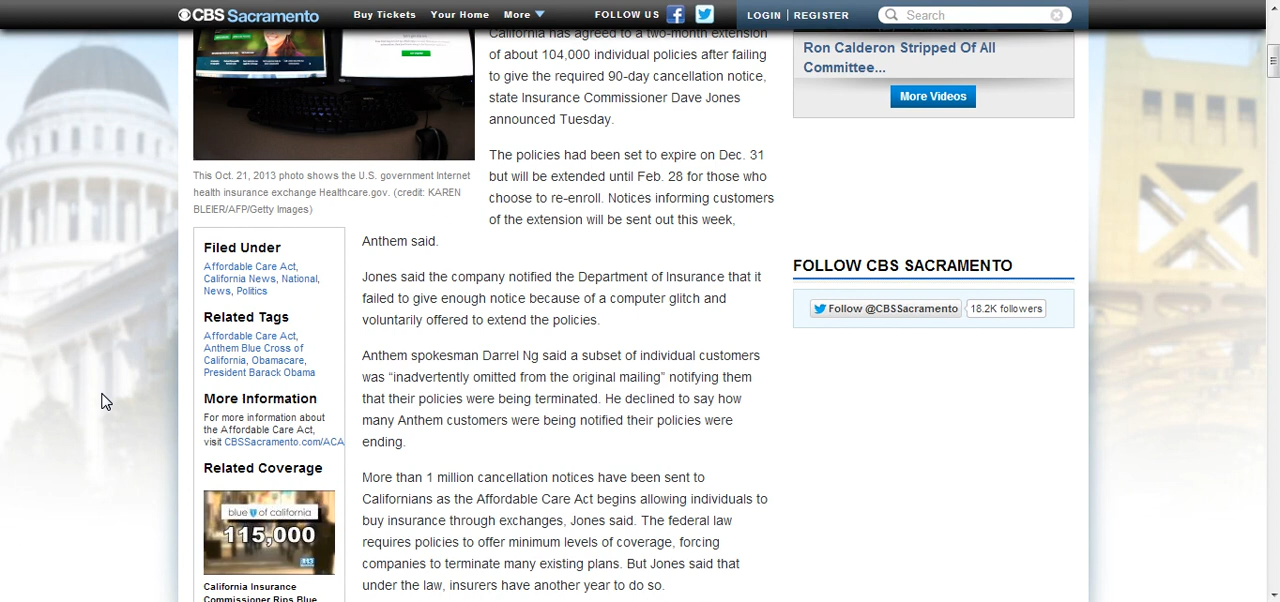 CBS Sacramento
Buy Tickets
Your Home
More
FOLLOW US
LOGIN | REGISTER
Search
California has agreed to a two-month extension
of about 104,000 individual policies after failing
to give the required 90-day cancellation notice,
state Insurance Commissioner Dave Jones
announced Tuesday.
The policies had been set to expire on Dec. 31
but will be extended until Feb. 28 for those who
choose to re-enroll. Notices informing customers
of the extension will be sent out this week,
Anthem said.
Jones said the company notified the Department of Insurance that it
failed to give enough notice because of a computer glitch and
voluntarily offered to extend the policies.
Anthem spokesman Darrel Ng said a subset of individual customers
was “inadvertently omitted from the original mailing” notifying them
that their policies were being terminated. He declined to say how
many Anthem customers were being notified their policies were
ending.
More than 1 million cancellation notices have been sent to
Californians as the Affordable Care Act begins allowing individuals to
buy insurance through exchanges, Jones said. The federal law
requires policies to offer minimum levels of coverage, forcing
companies to terminate many existing plans. But Jones said that
under the law, insurers have another year to do so.
This Oct. 21, 2013 photo shows the U.S. government Internet
health insurance exchange Healthcare.gov. (credit: KAREN
BLEIER/AFP/Getty Images)
Filed Under
Affordable Care Act,
California News, National,
News, Politics
Related Tags
Affordable Care Act,
Anthem Blue Cross of
California, Obamacare,
President Barack Obama
More Information
For more information about
the Affordable Care Act,
visit CBSSacramento.com/ACA
Related Coverage
blue of california
115,000
California Insurance
Commissioner Rips Blue
Ron Calderon Stripped Of All
Committee...
More Videos
FOLLOW CBS SACRAMENTO
Follow @CBSSacramento
18.2K followers